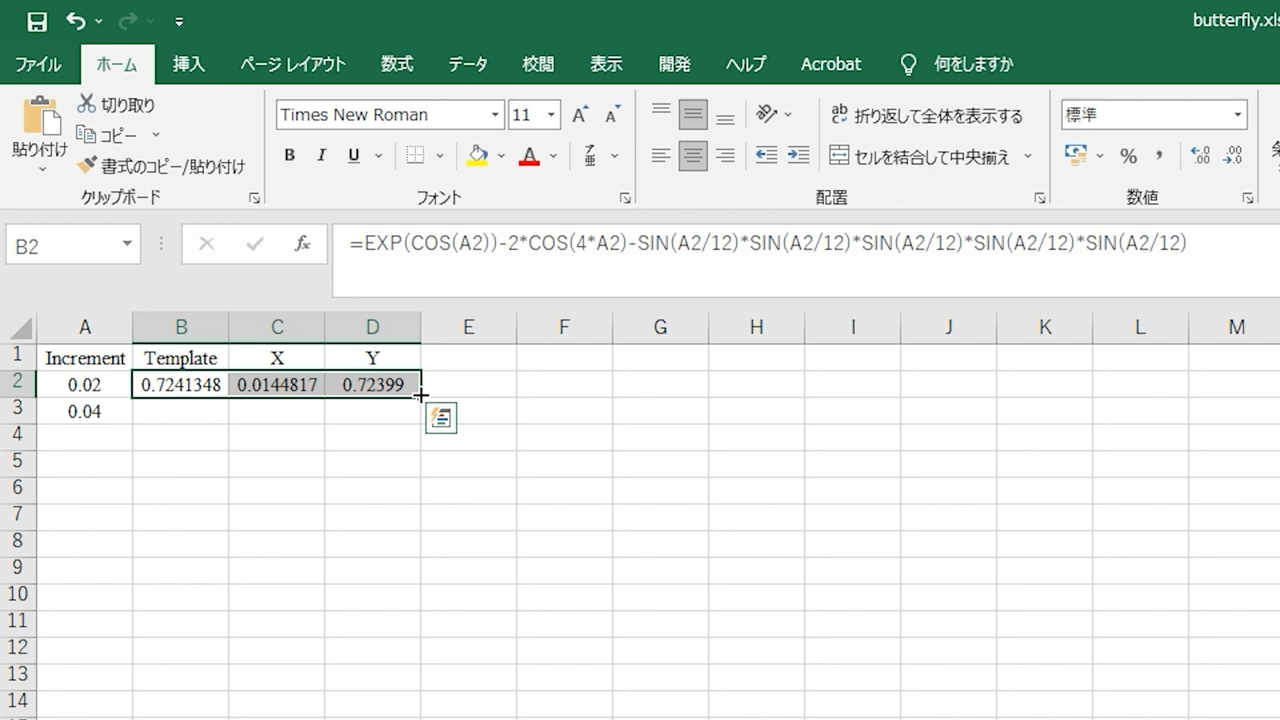 butterfly.xls
ファイル ホーム 挿入 ページ レイアウト 数式 データ 校閲 表示 開発 ヘルプ Acrobat 何をしますか
貼り付け
切り取り
コピー
書式のコピー/貼り付け
クリップボード
Times New Roman 11
B I U
フォント
折り返して全体を表示する
セルを結合して中央揃え
配置
標準
% ,
数値
条
B2
fx
=EXP(COS(A2))-2*COS(4*A2)-SIN(A2/12)*SIN(A2/12)*SIN(A2/12)*SIN(A2/12)*SIN(A2/12)
A B C D E F G H I J K L M
1 Increment Template X Y
2 0.02 0.7241348 0.0144817 0.72399
3 0.04
4
5
6
7
8
9
10
11
12
13
14